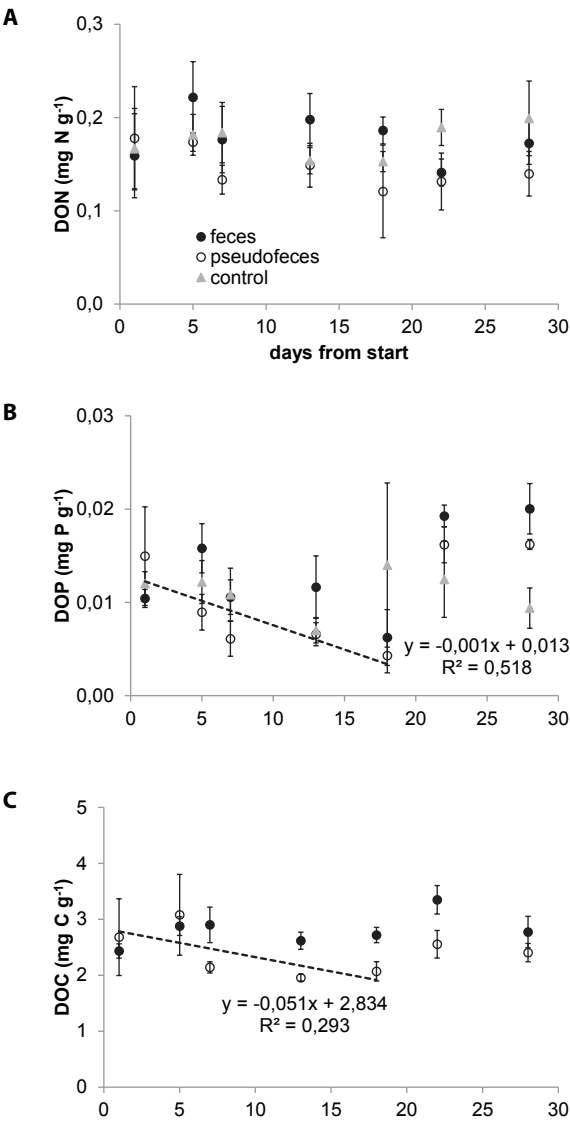 A
DON (mg N g⁻¹)
0,3
0,2
0,1
0,0
feces
pseudofeces
control
0 5 10 15 20 25 30
days from start
B
DOP (mg P g⁻¹)
0,03
0,02
0,01
0,00
y = -0,001x + 0,013
R² = 0,518
0 5 10 15 20 25 30
C
DOC (mg C g⁻¹)
5
4
3
2
1
0
y = -0,051x + 2,834
R² = 0,293
0 5 10 15 20 25 30